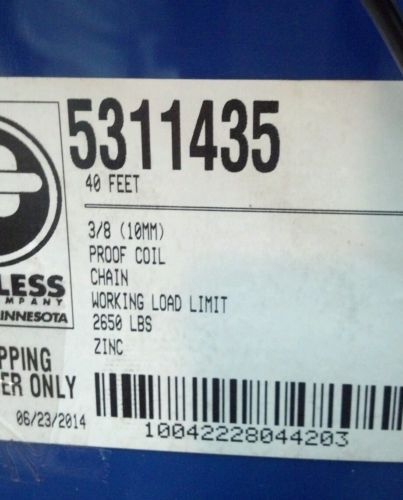 5311435
40 FEET
3/8 (10MM)
PROOF COIL
CHAIN
WORKING LOAD LIMIT
2650 LBS
ZINC
LESS
OMPANY
INNESOTA
PPING
ER ONLY
06/23/2014
10042228044203